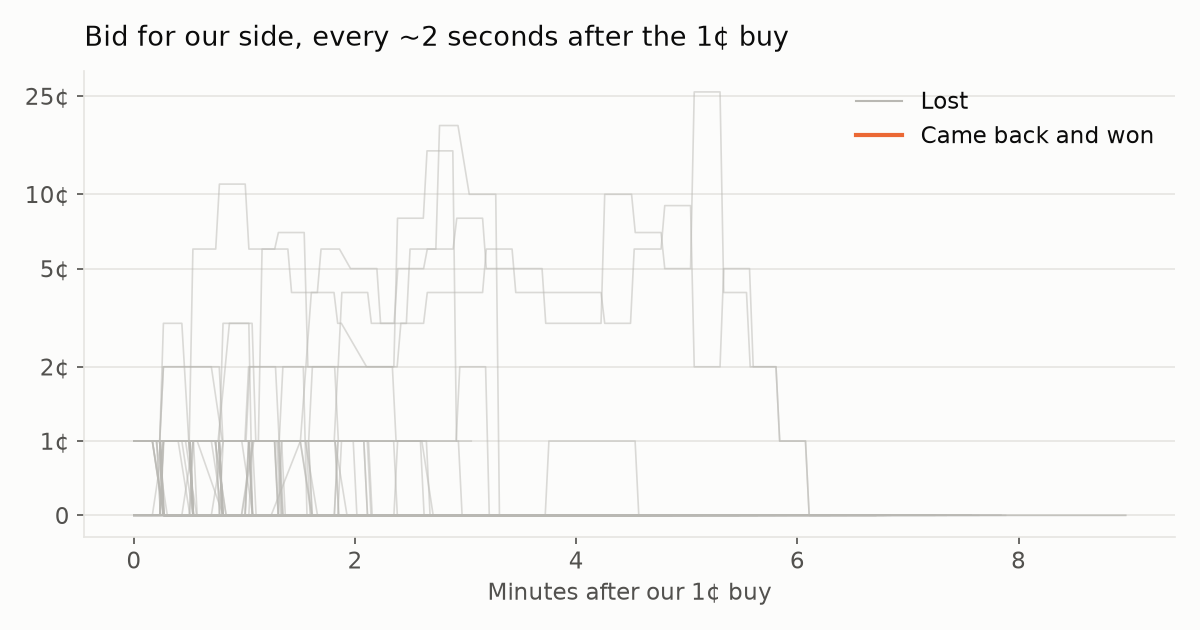 Bid for our side, every ~2 seconds after the 1¢ buy
25¢
10¢
5¢
2¢
1¢
0
Lost
Came back and won
0 2 4 6 8
Minutes after our 1¢ buy